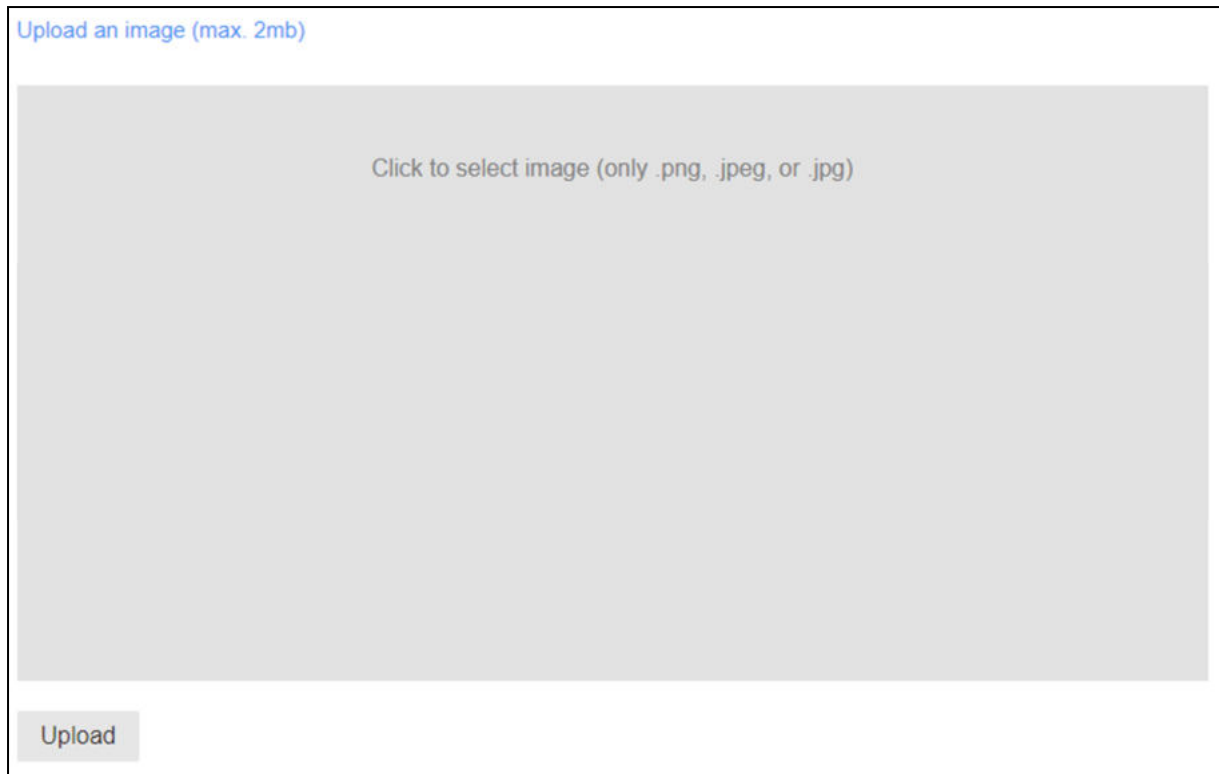 Upload an image (max. 2mb)
Click to select image (only .png, .jpeg, or .jpg)
Upload